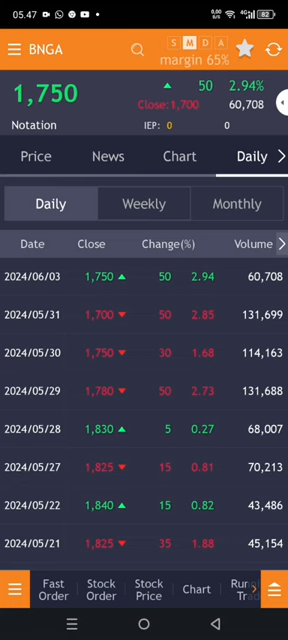 05.47
0,00
B/s
4G
82
BNGA
S M D A
margin 65%
1,750
50 2.94%
Close:1,700 60,708
Notation IEP: 0 0
Price News Chart Daily
Daily Weekly Monthly
Date Close Change(%) Volume
2024/06/03 1,750 50 2.94 60,708
2024/05/31 1,700 50 2.85 131,699
2024/05/30 1,750 30 1.68 114,163
2024/05/29 1,780 50 2.73 131,688
2024/05/28 1,830 5 0.27 68,007
2024/05/27 1,825 15 0.81 70,213
2024/05/22 1,840 15 0.82 43,486
2024/05/21 1,825 35 1.88 45,154
Fast Order
Stock Order
Stock Price
Chart